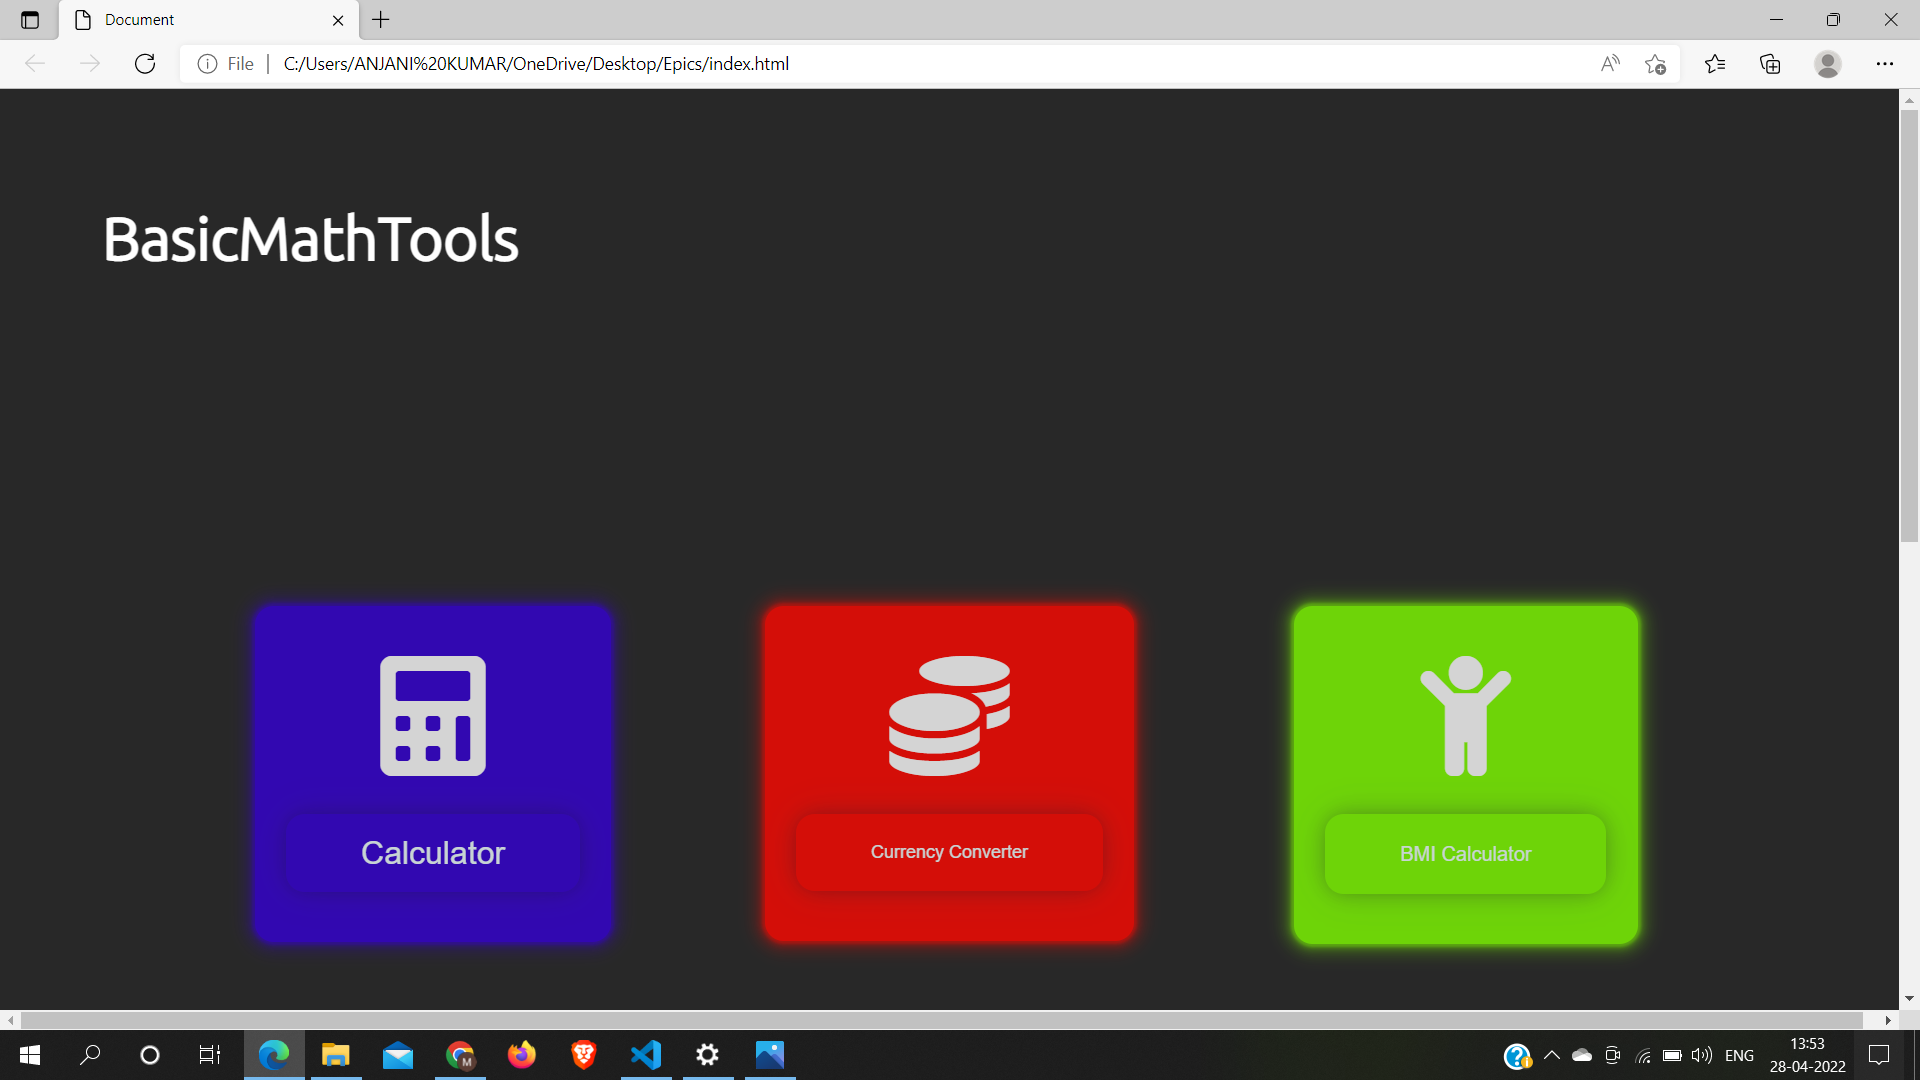 Document
File
C:/Users/ANJANI%20KUMAR/OneDrive/Desktop/Epics/index.html
BasicMathTools
Calculator
Currency Converter
BMI Calculator
M
ENG
13:53
28-04-2022